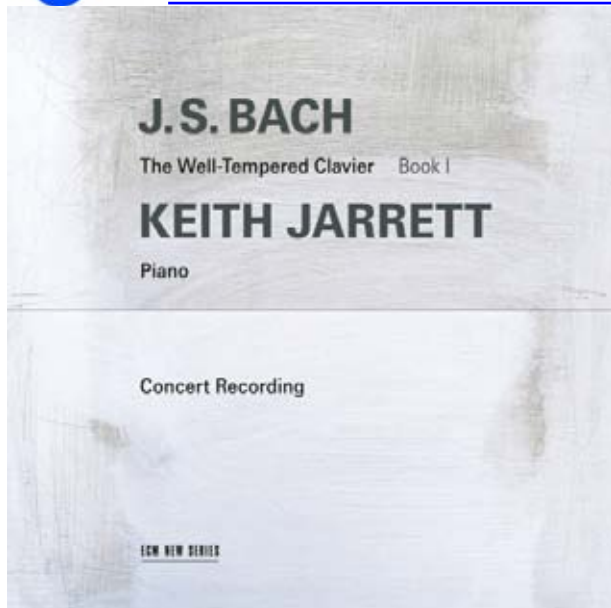 J. S. BACH
The Well-Tempered Clavier Book I
KEITH JARRETT
Piano
Concert Recording
ECM NEW SERIES